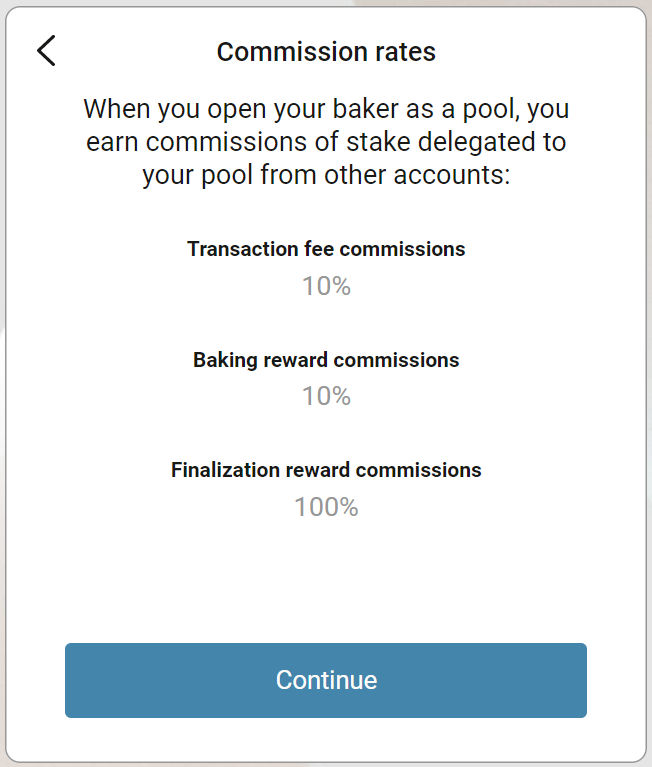 Commission rates
When you open your baker as a pool, you
earn commissions of stake delegated to
your pool from other accounts:
Transaction fee commissions
10%
Baking reward commissions
10%
Finalization reward commissions
100%
Continue